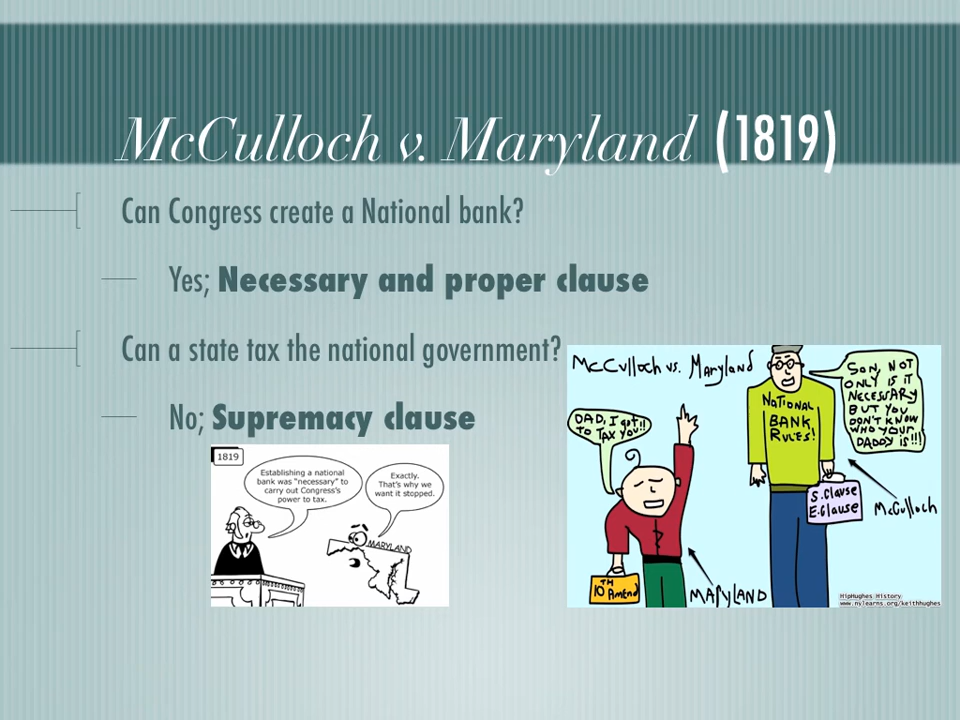 McCulloch v. Maryland (1819)
Can Congress create a National bank?
Yes; Necessary and proper clause
Can a state tax the national government?
No; Supremacy clause
1819
Establishing a national
bank was "necessary" to
carry out Congress's
power to tax.
Exactly.
That's why we
want it stopped.
MARYLAND
McCulloch vs. Maryland
DAD, I got
TO TAX YOU!!
NATIONAL
BANK
RULES!
SON, NOT
ONLY IS IT
NECESSARY
BUT YOU
DON'T KNOW
WHO YOUR
DADDY IS!!!
S. Clause
E. Clause
McCulloch
10TH Amend
MARYLAND
HipHughes History
www.nylearns.org/keithhughes